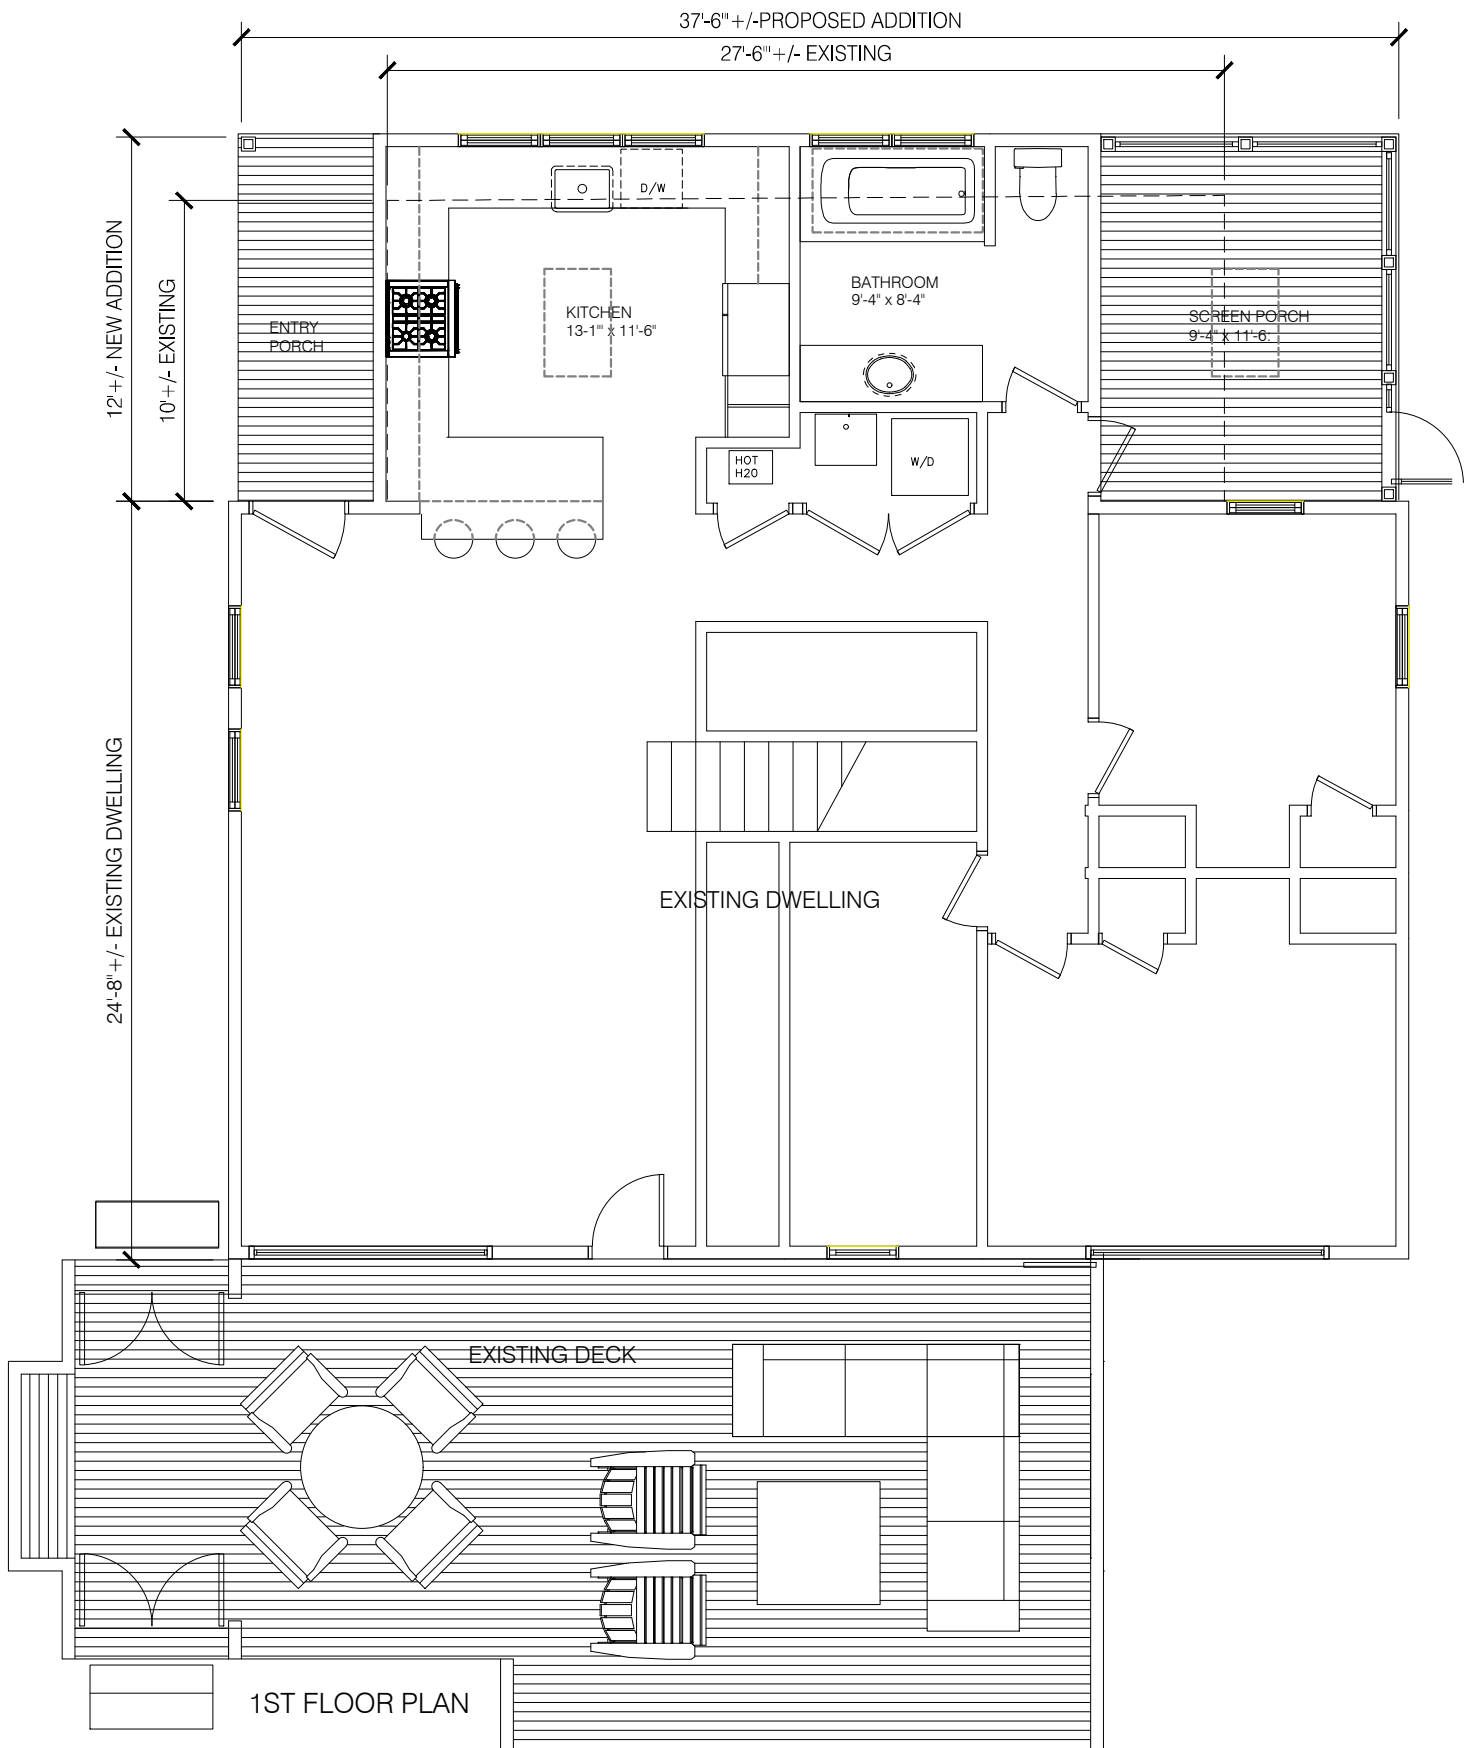 37'-6"'+/-PROPOSED ADDITION
27'-6"'+/- EXISTING
12'+/- NEW ADDITION
10'+/- EXISTING
D/W
BATHROOM
9'-4" x 8'-4"
KITCHEN
13-1"' x 11'-6"
ENTRY
PORCH
SCREEN PORCH
9'-4" x 11'-6:
HOT
H20
W/D
24'-8"+/- EXISTING DWELLING
EXISTING DWELLING
EXISTING DECK
1ST FLOOR PLAN